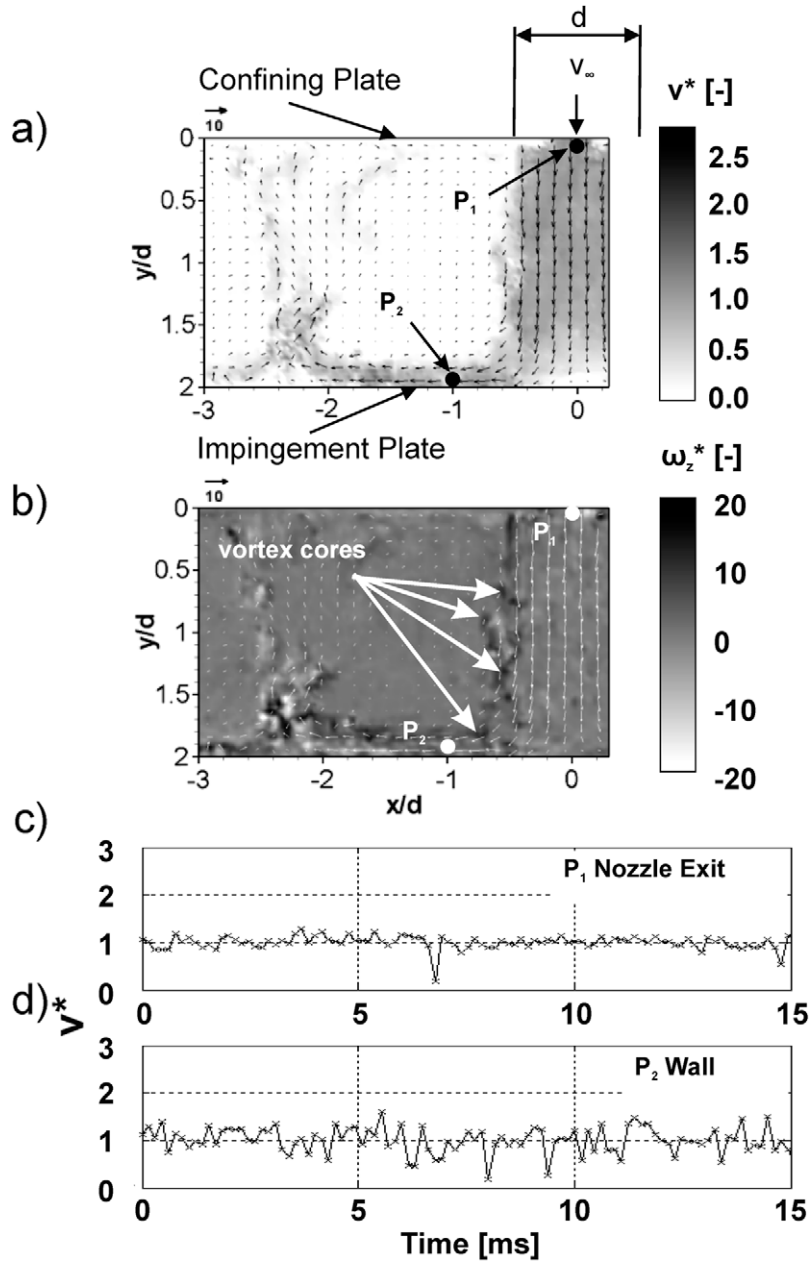 d
v∞
Confining Plate
v* [-]
a)
10
0
0.5
1
1.5
2
y/d
P₁
P₂
2.5
2.0
1.5
1.0
0.5
0.0
-3
-2
-1
0
Impingement Plate
ωz* [-]
b)
10
0
0.5
1
1.5
2
y/d
vortex cores
P₁
P₂
20
10
0
-10
-20
-3
-2
-1
0
x/d
c)
3
2
1
0
P₁ Nozzle Exit
0
5
10
15
d)
v*
3
2
1
0
P₂ Wall
0
5
10
15
Time [ms]